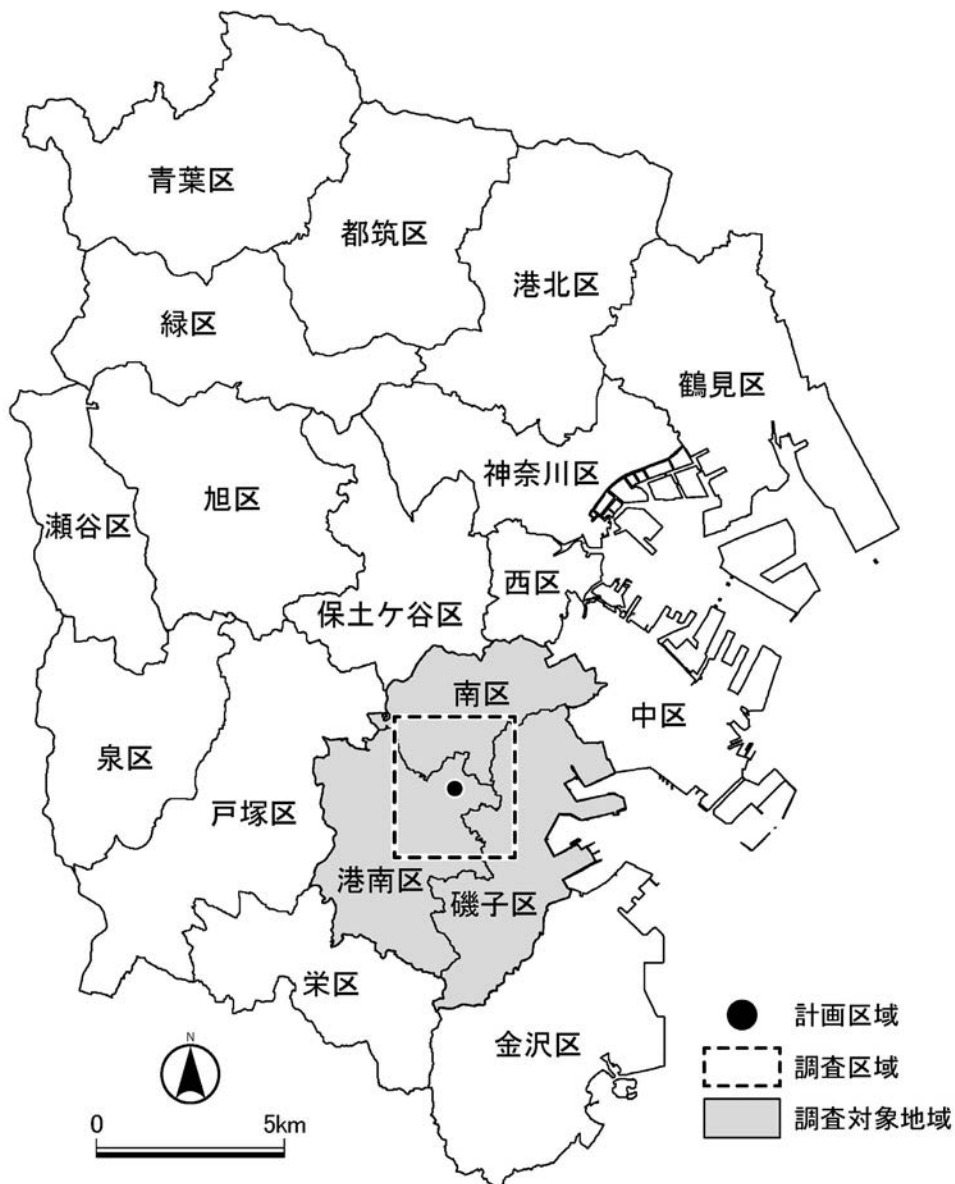 青葉区
都筑区
港北区
緑区
鶴見区
神奈川区
旭区
瀬谷区
西区
保土ケ谷区
南区
中区
泉区
戸塚区
港南区
磯子区
栄区
金沢区
N
0
5km
計画区域
調査区域
調査対象地域